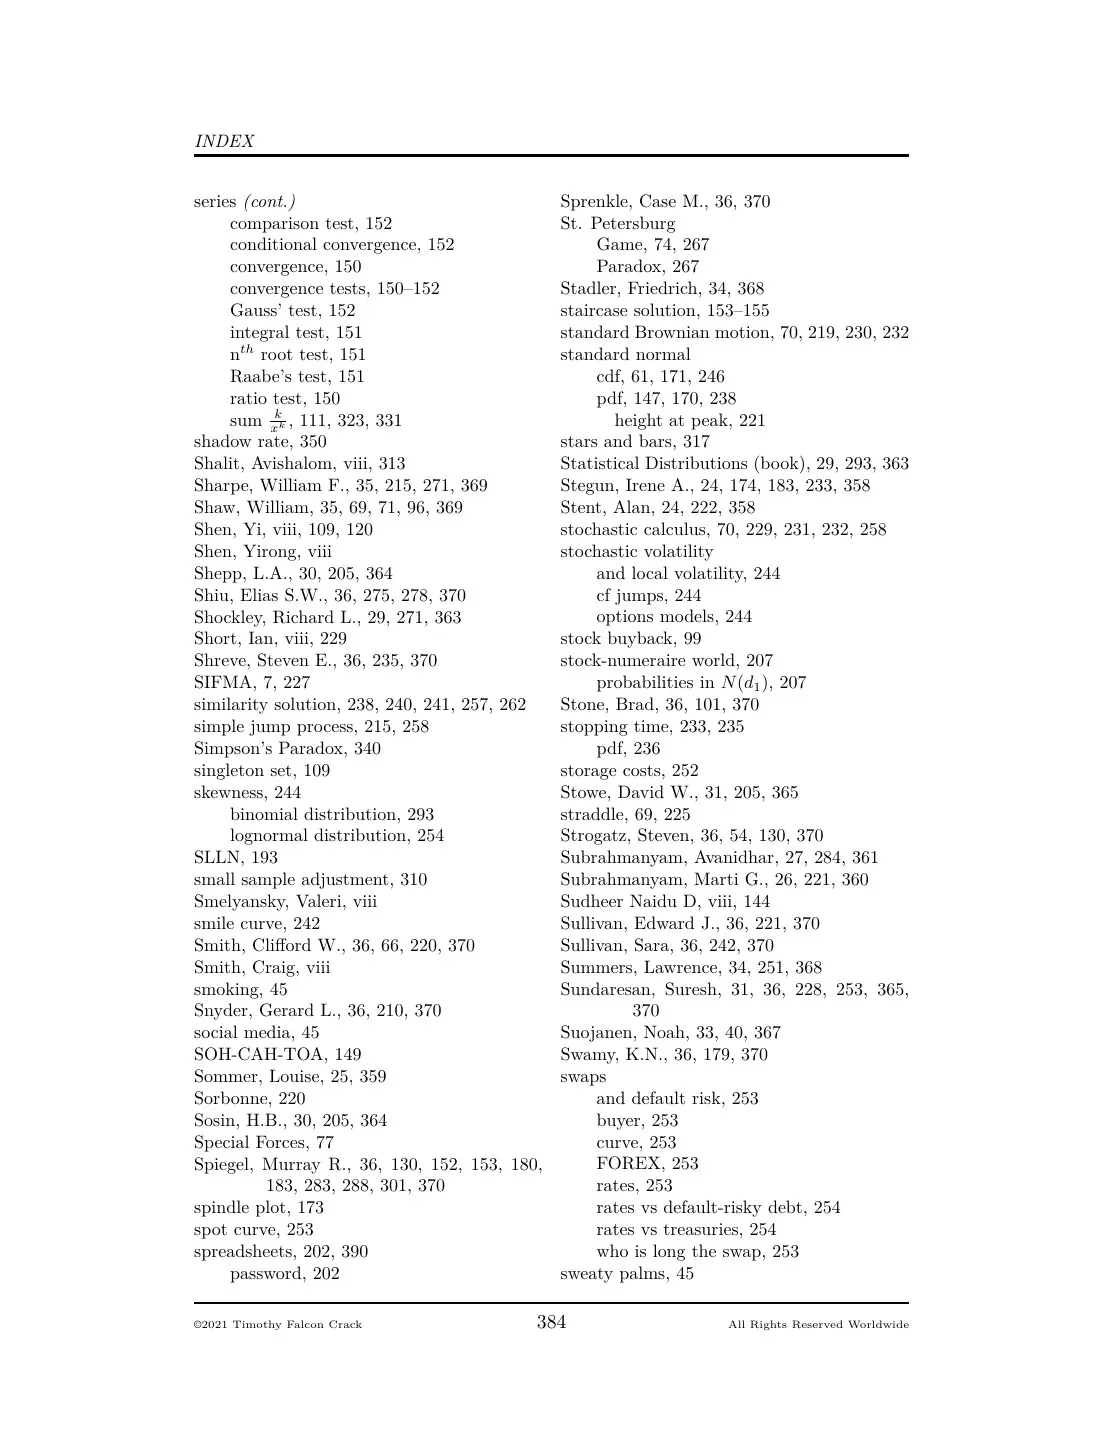 INDEX
series (cont.)
comparison test, 152
conditional convergence, 152
convergence, 150
convergence tests, 150–152
Gauss' test, 152
integral test, 151
nth root test, 151
Raabe's test, 151
ratio test, 150
sum k/x^k, 111, 323, 331
shadow rate, 350
Shalit, Avishalom, viii, 313
Sharpe, William F., 35, 215, 271, 369
Shaw, William, 35, 69, 71, 96, 369
Shen, Yi, viii, 109, 120
Shen, Yirong, viii
Shepp, L.A., 30, 205, 364
Shiu, Elias S.W., 36, 275, 278, 370
Shockley, Richard L., 29, 271, 363
Short, Ian, viii, 229
Shreve, Steven E., 36, 235, 370
SIFMA, 7, 227
similarity solution, 238, 240, 241, 257, 262
simple jump process, 215, 258
Simpson's Paradox, 340
singleton set, 109
skewness, 244
binomial distribution, 293
lognormal distribution, 254
SLLN, 193
small sample adjustment, 310
Smelyansky, Valeri, viii
smile curve, 242
Smith, Clifford W., 36, 66, 220, 370
Smith, Craig, viii
smoking, 45
Snyder, Gerard L., 36, 210, 370
social media, 45
SOH-CAH-TOA, 149
Sommer, Louise, 25, 359
Sorbonne, 220
Sosin, H.B., 30, 205, 364
Special Forces, 77
Spiegel, Murray R., 36, 130, 152, 153, 180,
183, 283, 288, 301, 370
spindle plot, 173
spot curve, 253
spreadsheets, 202, 390
password, 202
Sprenkle, Case M., 36, 370
St. Petersburg
Game, 74, 267
Paradox, 267
Stadler, Friedrich, 34, 368
staircase solution, 153–155
standard Brownian motion, 70, 219, 230, 232
standard normal
cdf, 61, 171, 246
pdf, 147, 170, 238
height at peak, 221
stars and bars, 317
Statistical Distributions (book), 29, 293, 363
Stegun, Irene A., 24, 174, 183, 233, 358
Stent, Alan, 24, 222, 358
stochastic calculus, 70, 229, 231, 232, 258
stochastic volatility
and local volatility, 244
cf jumps, 244
options models, 244
stock buyback, 99
stock-numeraire world, 207
probabilities in N(d1), 207
Stone, Brad, 36, 101, 370
stopping time, 233, 235
pdf, 236
storage costs, 252
Stowe, David W., 31, 205, 365
straddle, 69, 225
Strogatz, Steven, 36, 54, 130, 370
Subrahmanyam, Avanidhar, 27, 284, 361
Subrahmanyam, Marti G., 26, 221, 360
Sudheer Naidu D, viii, 144
Sullivan, Edward J., 36, 221, 370
Sullivan, Sara, 36, 242, 370
Summers, Lawrence, 34, 251, 368
Sundaresan, Suresh, 31, 36, 228, 253, 365,
370
Suojanen, Noah, 33, 40, 367
Swamy, K.N., 36, 179, 370
swaps
and default risk, 253
buyer, 253
curve, 253
FOREX, 253
rates, 253
rates vs default-risky debt, 254
rates vs treasuries, 254
who is long the swap, 253
sweaty palms, 45
©2021 Timothy Falcon Crack
384
All Rights Reserved Worldwide